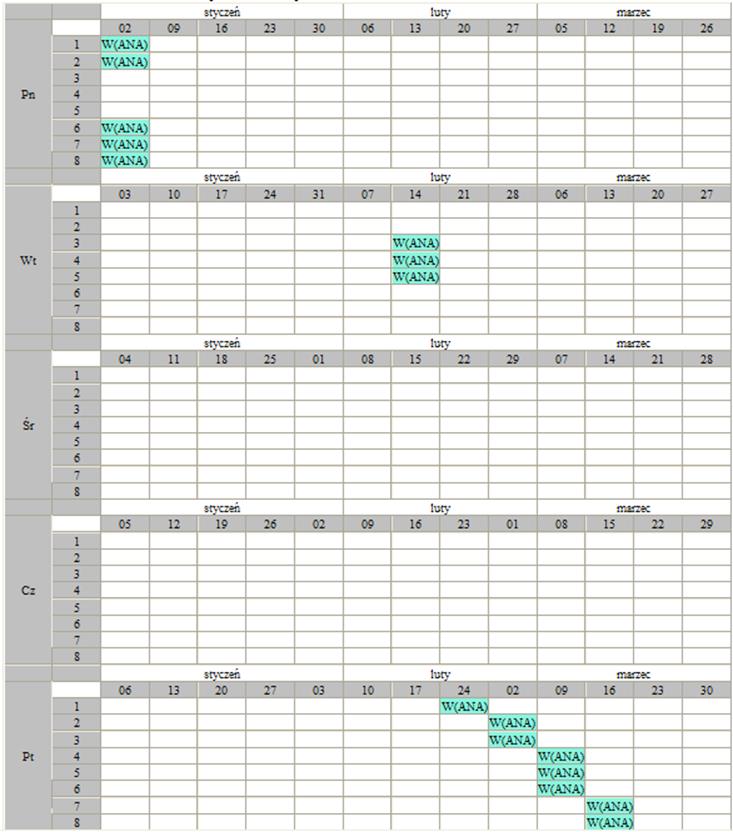 styczeń luty marzec
02 09 16 23 30 06 13 20 27 05 12 19 26
Pn
1 W(ANA)
2 W(ANA)
3
4
5
6 W(ANA)
7 W(ANA)
8 W(ANA)
styczeń luty marzec
03 10 17 24 31 07 14 21 28 06 13 20 27
Wt
1
2
3 W(ANA)
4 W(ANA)
5 W(ANA)
6
7
8
styczeń luty marzec
04 11 18 25 01 08 15 22 29 07 14 21 28
Śr
1
2
3
4
5
6
7
8
styczeń luty marzec
05 12 19 26 02 09 16 23 01 08 15 22 29
Cz
1
2
3
4
5
6
7
8
styczeń luty marzec
06 13 20 27 03 10 17 24 02 09 16 23 30
Pt
1 W(ANA)
2 W(ANA)
3 W(ANA)
4 W(ANA)
5 W(ANA)
6 W(ANA)
7 W(ANA)
8 W(ANA)